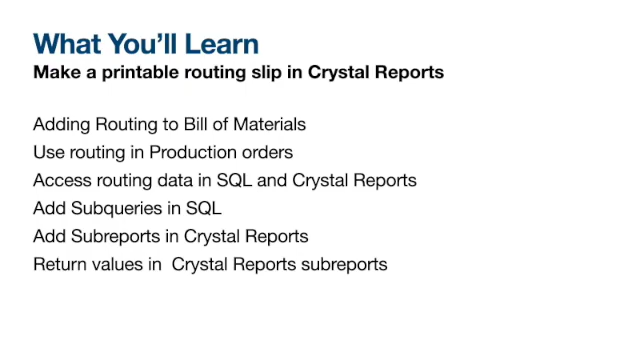 What You’ll Learn
Make a printable routing slip in Crystal Reports
Adding Routing to Bill of Materials
Use routing in Production orders
Access routing data in SQL and Crystal Reports
Add Subqueries in SQL
Add Subreports in Crystal Reports
Return values in  Crystal Reports subreports